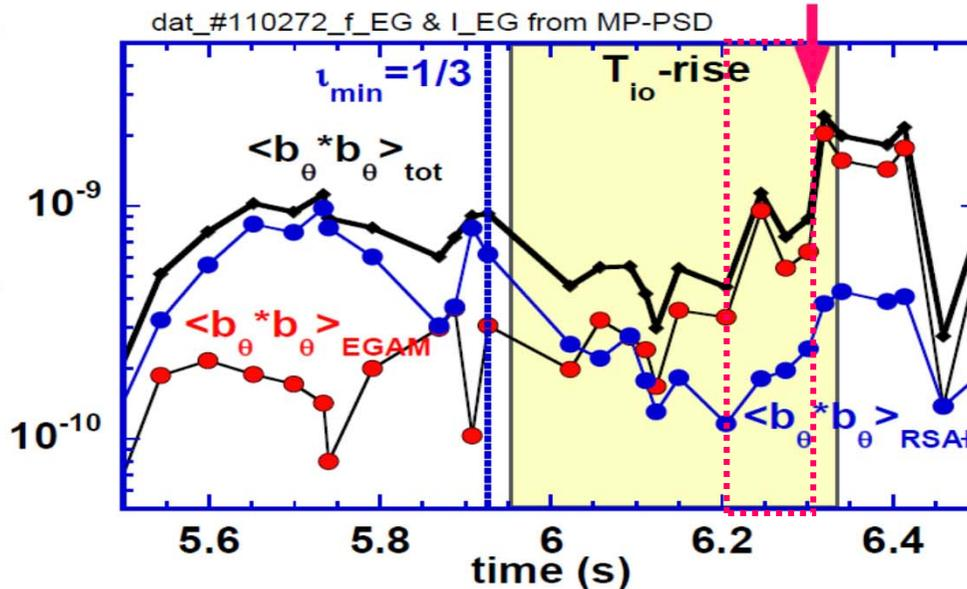 dat_#110272_f_EG & I_EG from MP-PSD
ι_min=1/3
T_io-rise
<b_θ*b_θ>_tot
10^-9
<b_θ*b_θ>_EGAM
10^-10
<b_θ*b_θ>_RSA
5.6 5.8 6 6.2 6.4
time (s)